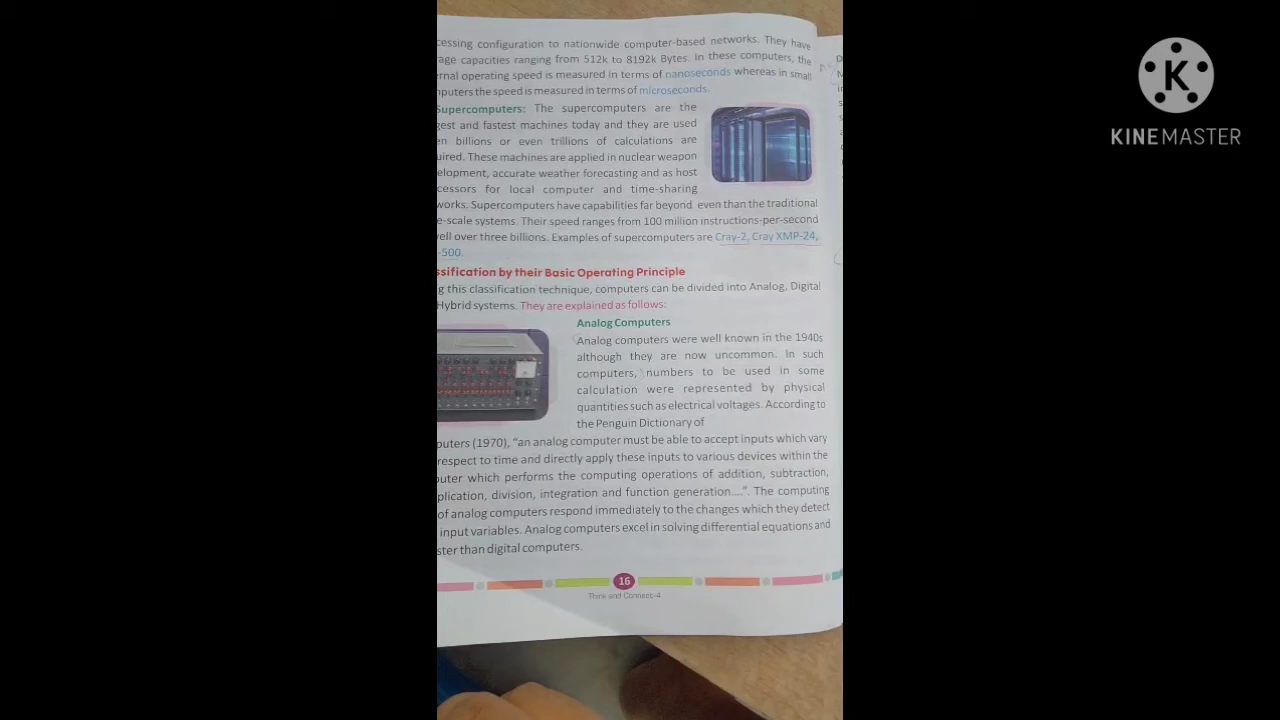 cessing configuration to nationwide computer-based networks. They have
age capacities ranging from 512k to 8192k Bytes. In these computers, the
rnal operating speed is measured in terms of nanoseconds whereas in small
nputers the speed is measured in terms of microseconds.
Supercomputers: The supercomputers are the
gest and fastest machines today and they are used
en billions or even trillions of calculations are
uired. These machines are applied in nuclear weapon
elopment, accurate weather forecasting and as host
cessors for local computer and time-sharing
works. Supercomputers have capabilities far beyond even than the traditional
e-scale systems. Their speed ranges from 100 million instructions-per-second
vell over three billions. Examples of supercomputers are Cray-2, Cray XMP-24,
-500.
ssification by their Basic Operating Principle
g this classification technique, computers can be divided into Analog, Digital
Hybrid systems. They are explained as follows:
Analog Computers
Analog computers were well known in the 1940s
although they are now uncommon. In such
computers, numbers to be used in some
calculation were represented by physical
quantities such as electrical voltages. According to
the Penguin Dictionary of
puters (1970), "an analog computer must be able to accept inputs which vary
respect to time and directly apply these inputs to various devices within the
puter which performs the computing operations of addition, subtraction,
plication, division, integration and function generation....". The computing
of analog computers respond immediately to the changes which they detect
input variables. Analog computers excel in solving differential equations and
ster than digital computers.
16
Think and Connect-4
K
KINEMASTER